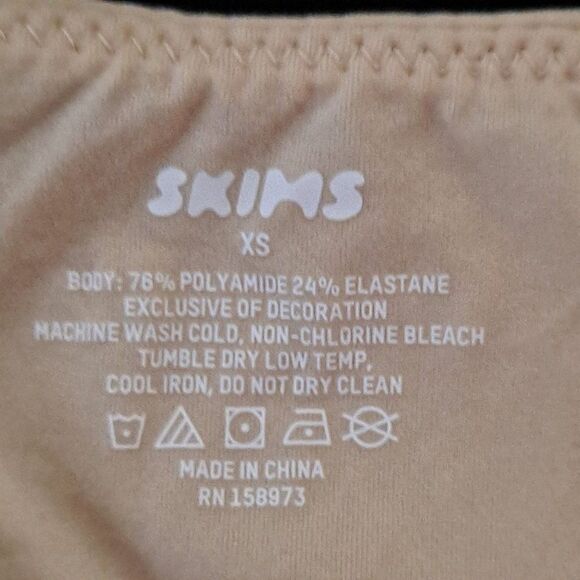 SKIMS
XS
BODY: 76% POLYAMIDE 24% ELASTANE
EXCLUSIVE OF DECORATION
MACHINE WASH COLD, NON-CHLORINE BLEACH
TUMBLE DRY LOW TEMP,
COOL IRON, DO NOT DRY CLEAN
MADE IN CHINA
RN 158973